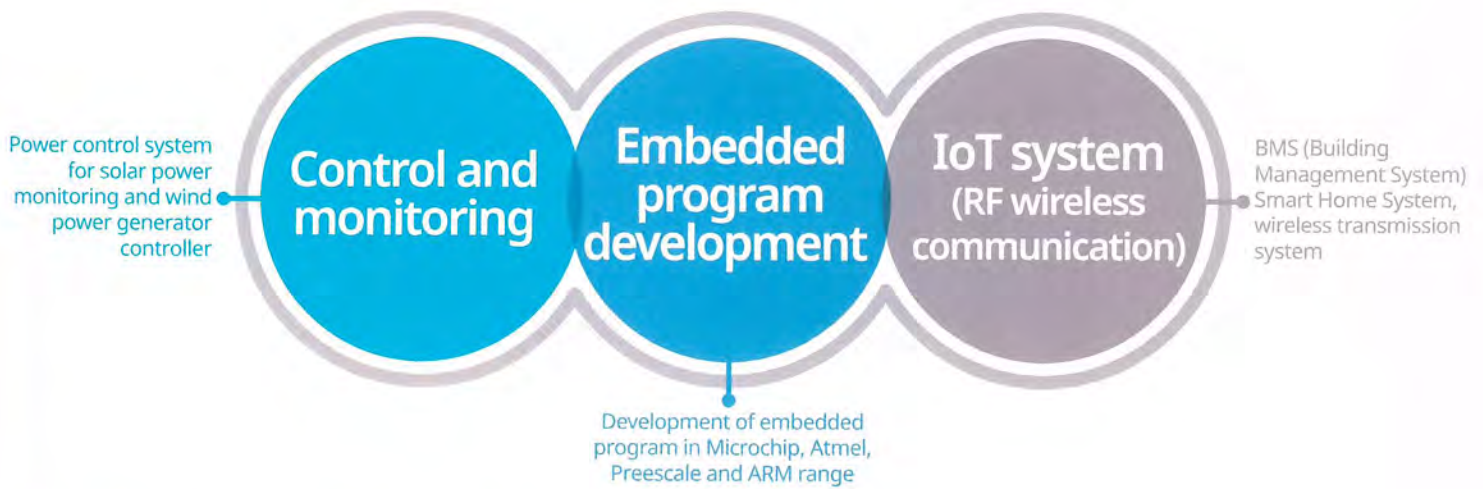 Power control system
for solar power
monitoring and wind
power generator
controller
Control and
monitoring
Embedded
program
development
IoT system
(RF wireless
communication)
BMS (Building
Management System)
Smart Home System,
wireless transmission
system
Development of embedded
program in Microchip, Atmel,
Preescale and ARM range